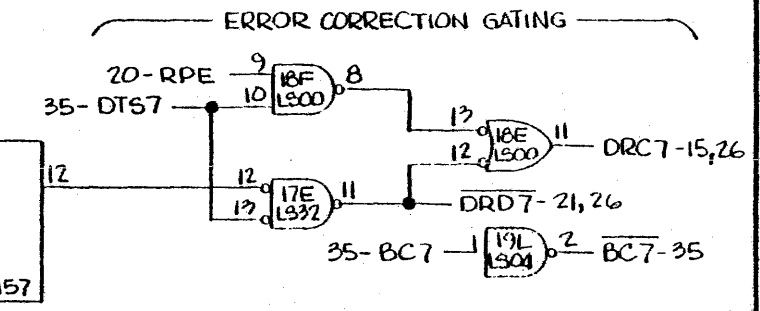 ERROR CORRECTION GATING
20-RPE 9 18F LS00 8
35-DTS7 10
13 18E LS00 11 DRC7-15,26
12
12 12 17E LS32 11 DRD7-21,26
13
35-BC7 1 19L LS04 2 BC7-35
157